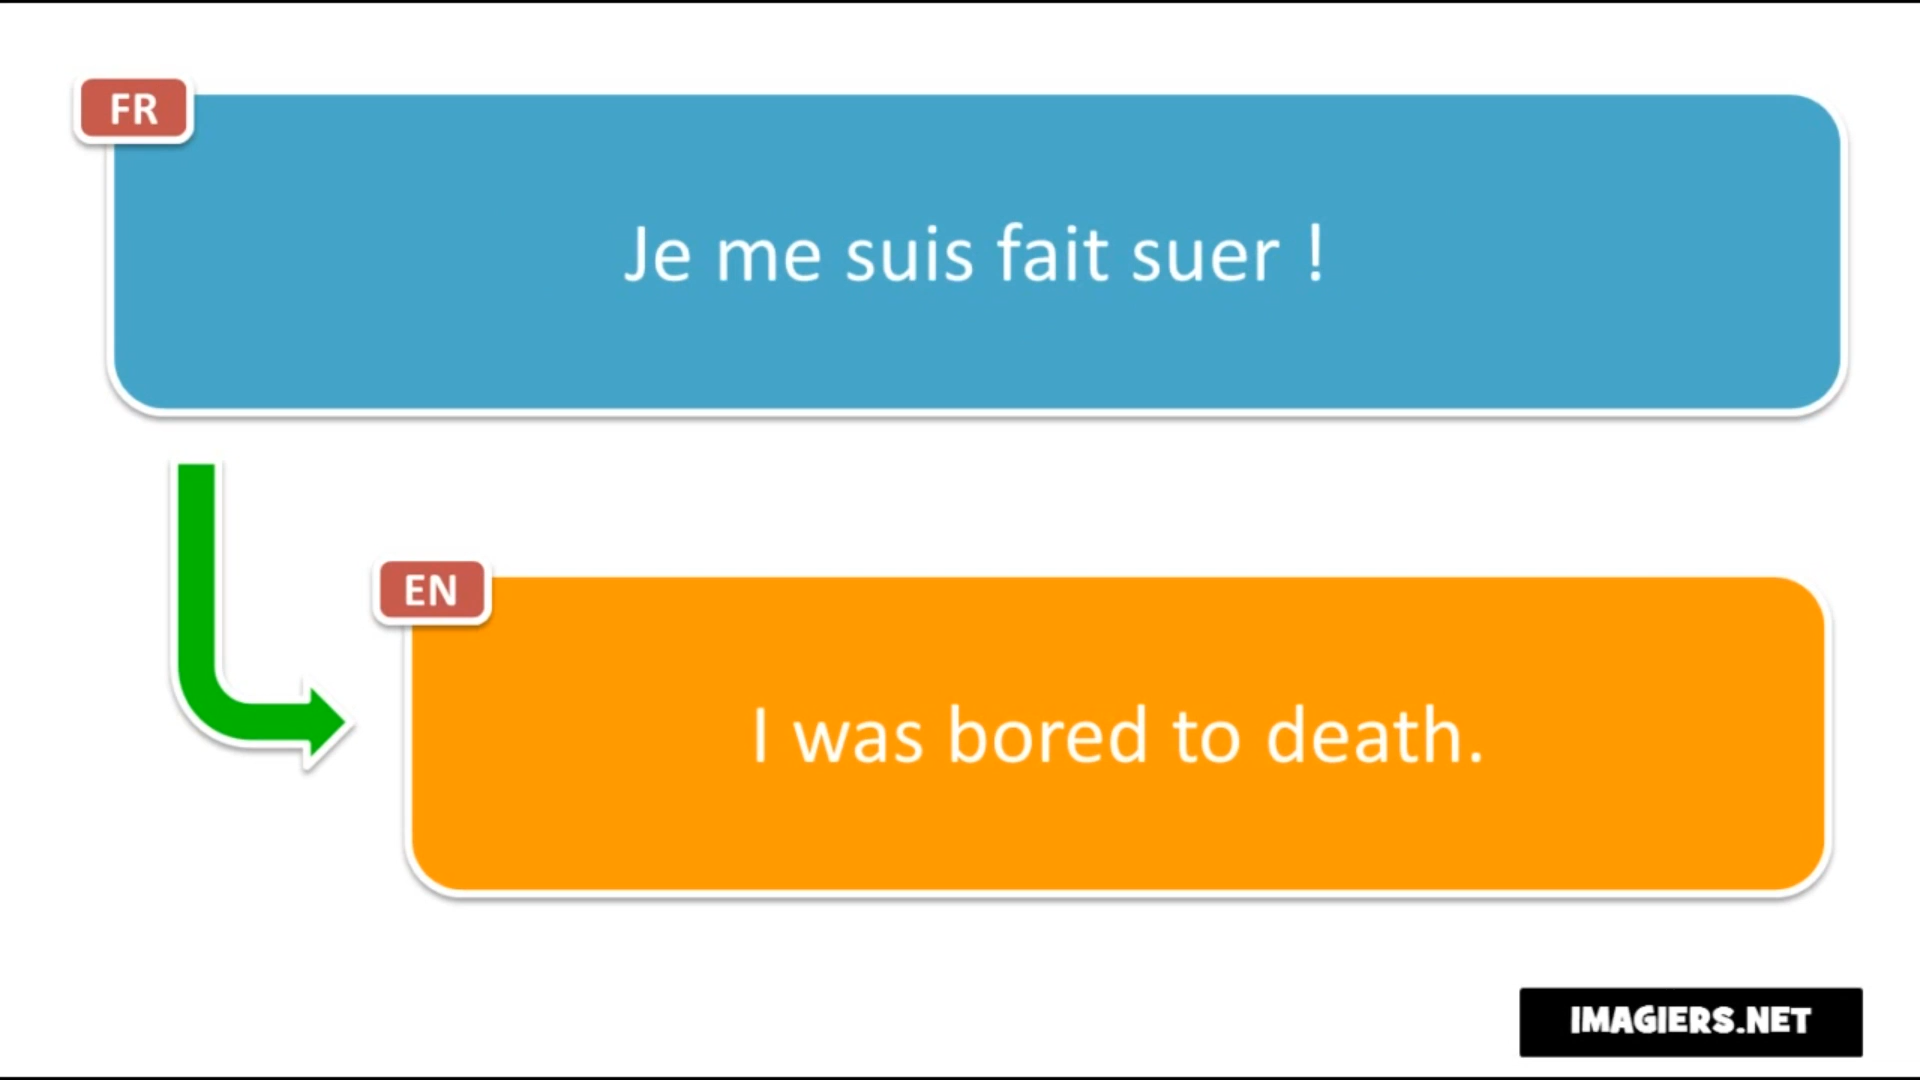 FR
Je me suis fait suer !
EN
I was bored to death.
IMAGIERS.NET